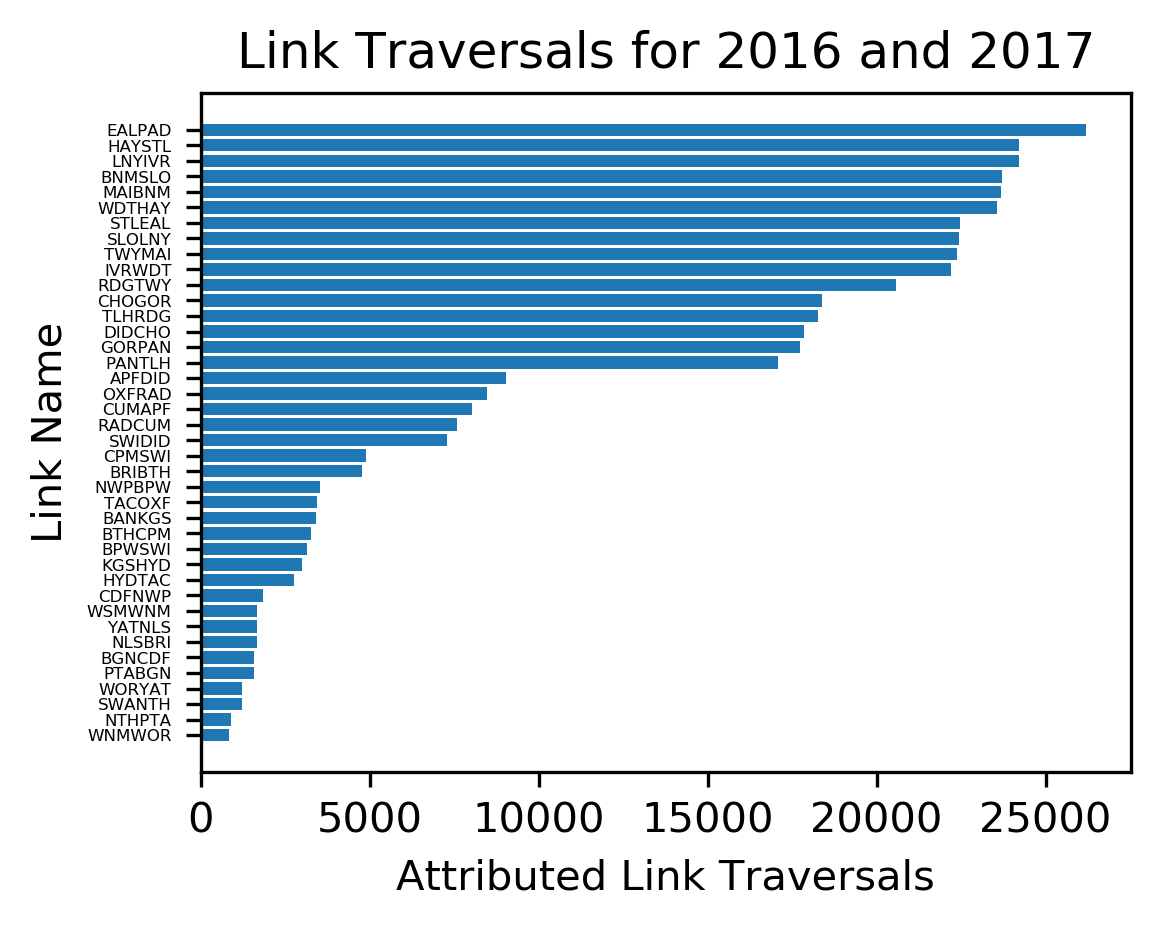 Link Traversals for 2016 and 2017
EALPAD
HAYSTL
LNYIVR
BNMSLO
MAIBNM
WDTHAY
STLEAL
SLOLNY
TWYMAI
IVRWDT
RDGTWY
CHOGOR
TLHRDG
DIDCHO
GORPAN
PANTLH
APFDID
OXFRAD
CUMAPF
RADCUM
SWIDID
CPMSWI
BRIBTH
NWPBPW
TACOXF
BANKGS
BTHCPM
BPWSWI
KGSHYD
HYDTAC
CDFNWP
WSMWNM
YATNLS
NLSBRI
BGNCDF
PTABGN
WORYAT
SWANTH
NTHPTA
WNMWOR
Link Name
0 5000 10000 15000 20000 25000
Attributed Link Traversals